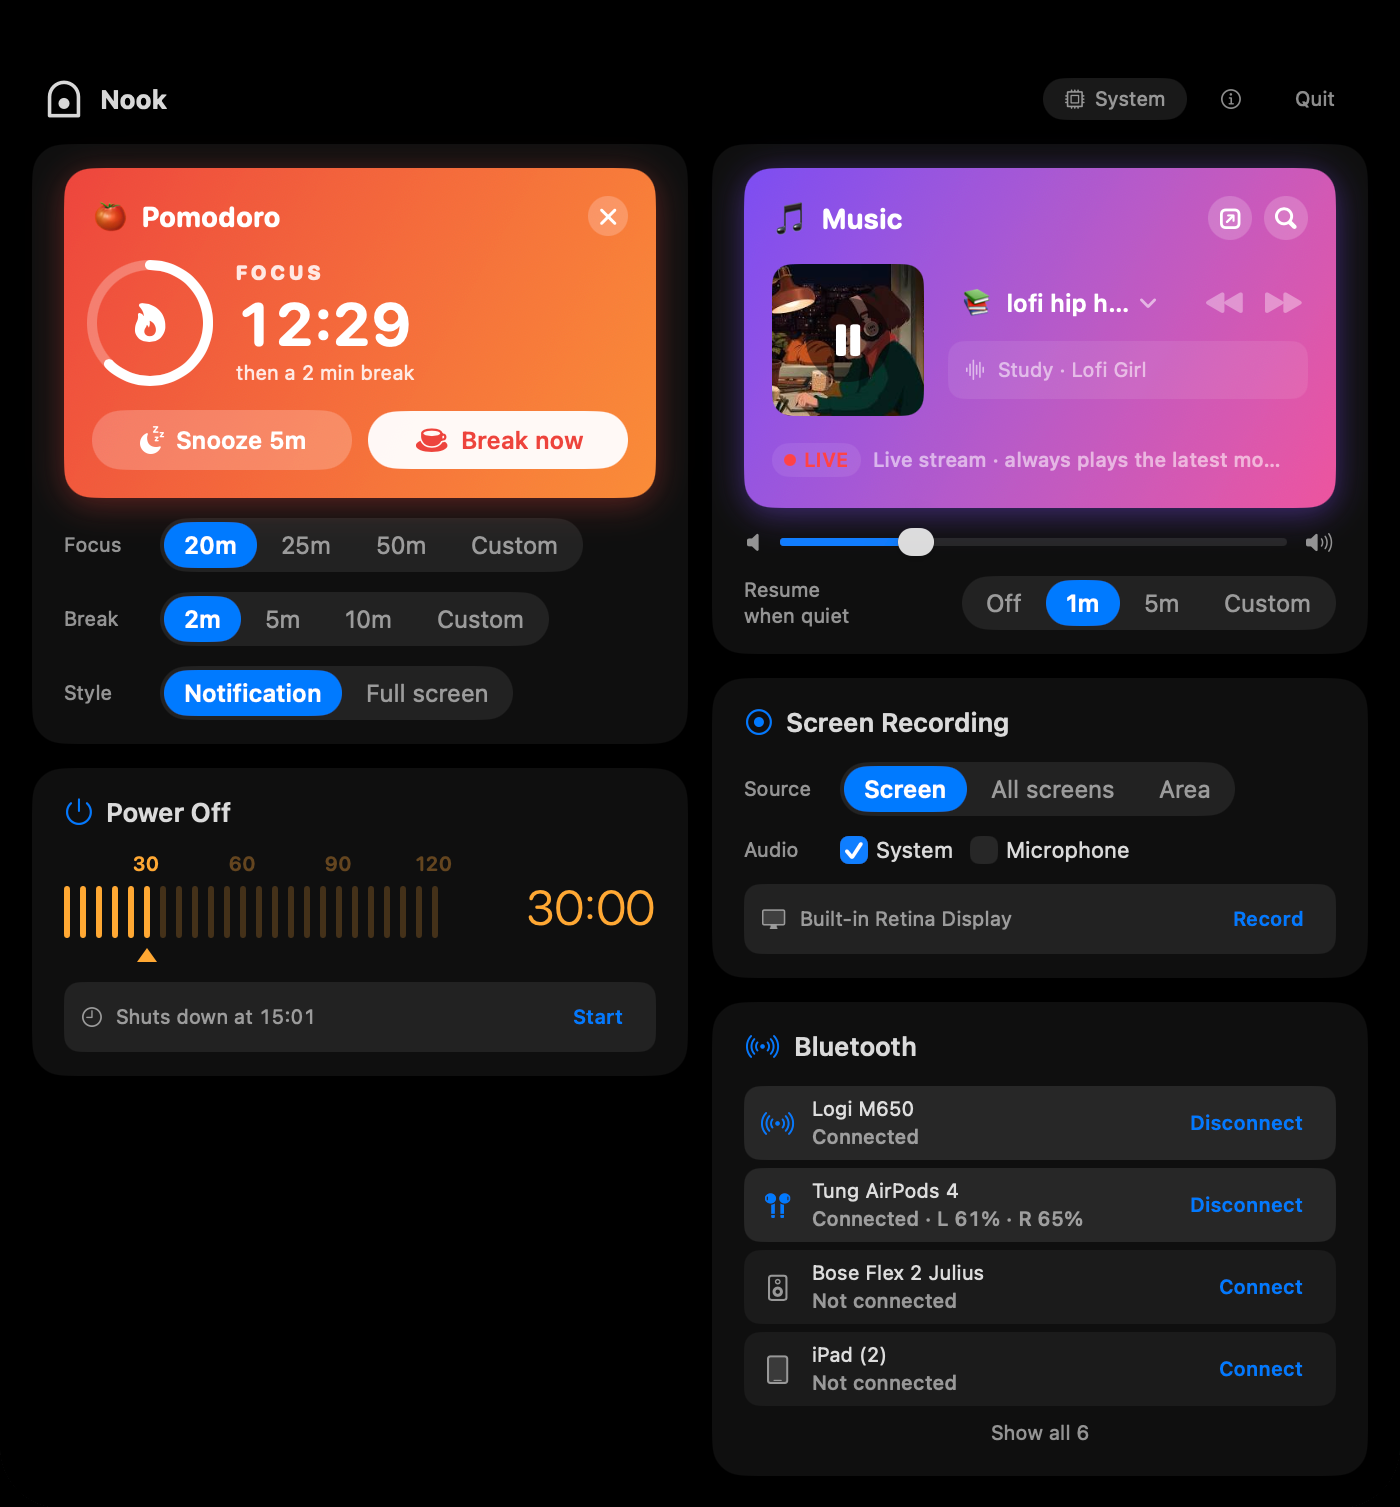 Nook
System
Quit
Pomodoro
FOCUS
12:29
then a 2 min break
Snooze 5m
Break now
Focus
20m
25m
50m
Custom
Break
2m
5m
10m
Custom
Style
Notification
Full screen
Power Off
30
60
90
120
30:00
Shuts down at 15:01
Start
Music
lofi hip h...
Study · Lofi Girl
LIVE
Live stream · always plays the latest mo...
Resume
when quiet
Off
1m
5m
Custom
Screen Recording
Source
Screen
All screens
Area
Audio
System
Microphone
Built-in Retina Display
Record
Bluetooth
Logi M650
Connected
Disconnect
Tung AirPods 4
Connected · L 61% · R 65%
Disconnect
Bose Flex 2 Julius
Not connected
Connect
iPad (2)
Not connected
Connect
Show all 6